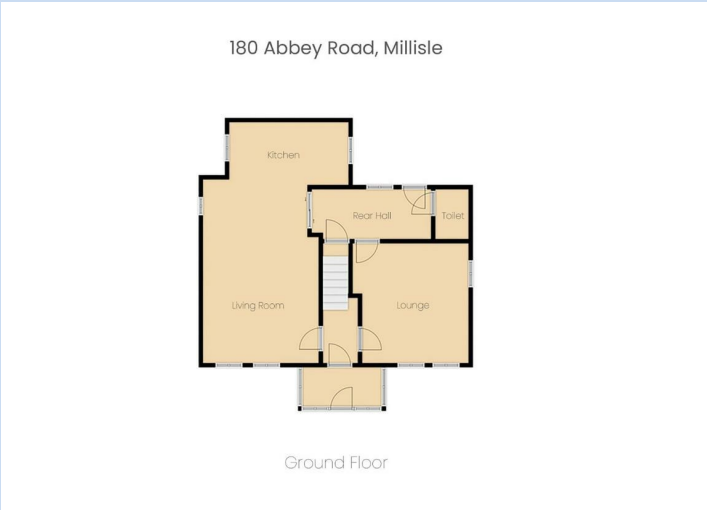 180 Abbey Road, Millisle
Kitchen
Rear Hall
Toilet
Living Room
Lounge
Ground Floor